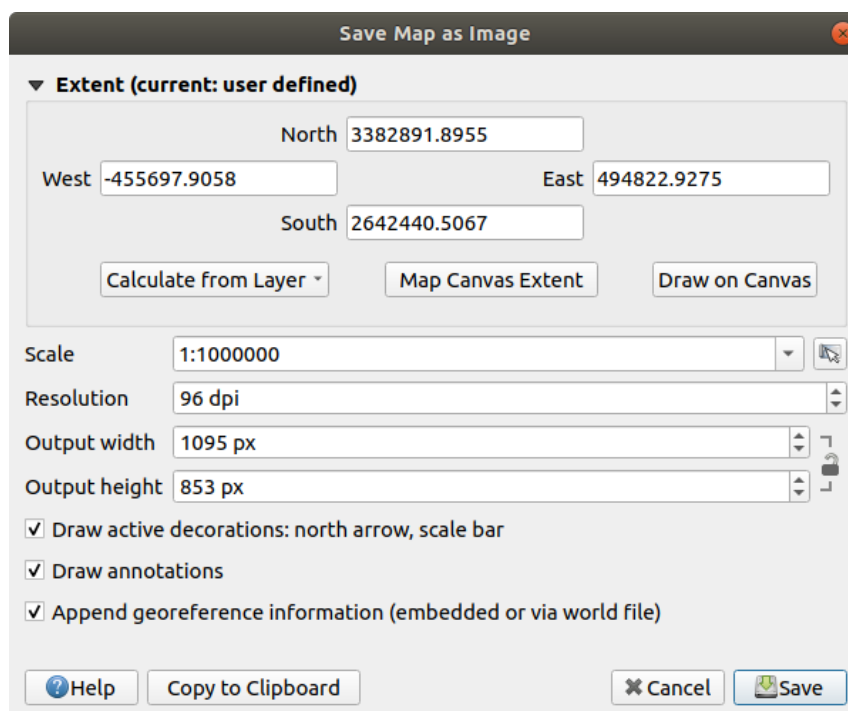 Save Map as Image
Extent (current: user defined)
North 3382891.8955
West -455697.9058 East 494822.9275
South 2642440.5067
Calculate from Layer Map Canvas Extent Draw on Canvas
Scale 1:1000000
Resolution 96 dpi
Output width 1095 px
Output height 853 px
Draw active decorations: north arrow, scale bar
Draw annotations
Append georeference information (embedded or via world file)
Help Copy to Clipboard Cancel Save